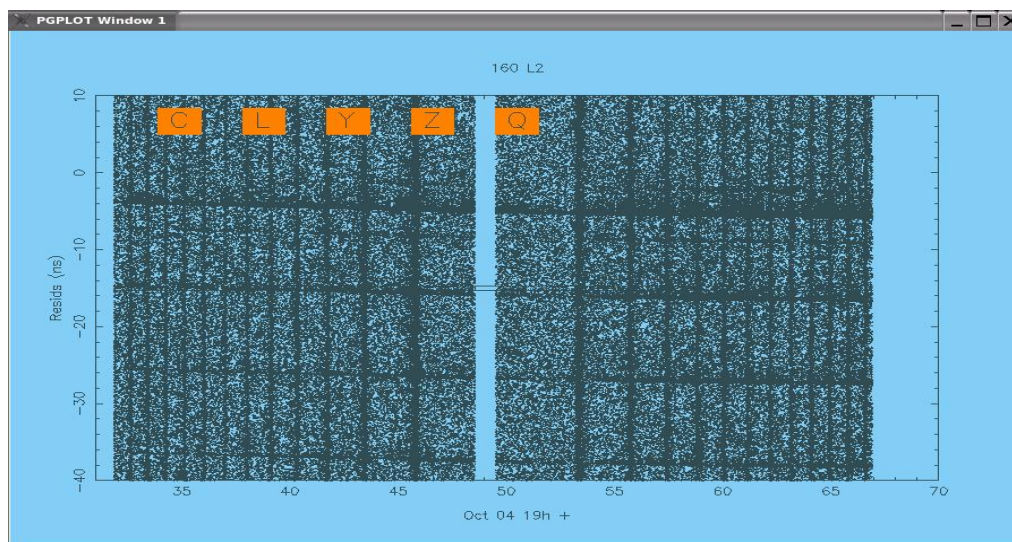 PGPLOT Window 1
160 L2
C L Y Z Q
10
0
−10
−20
−30
−40
Resids (ns)
35 40 45 50 55 60 65 70
Oct 04 19h +